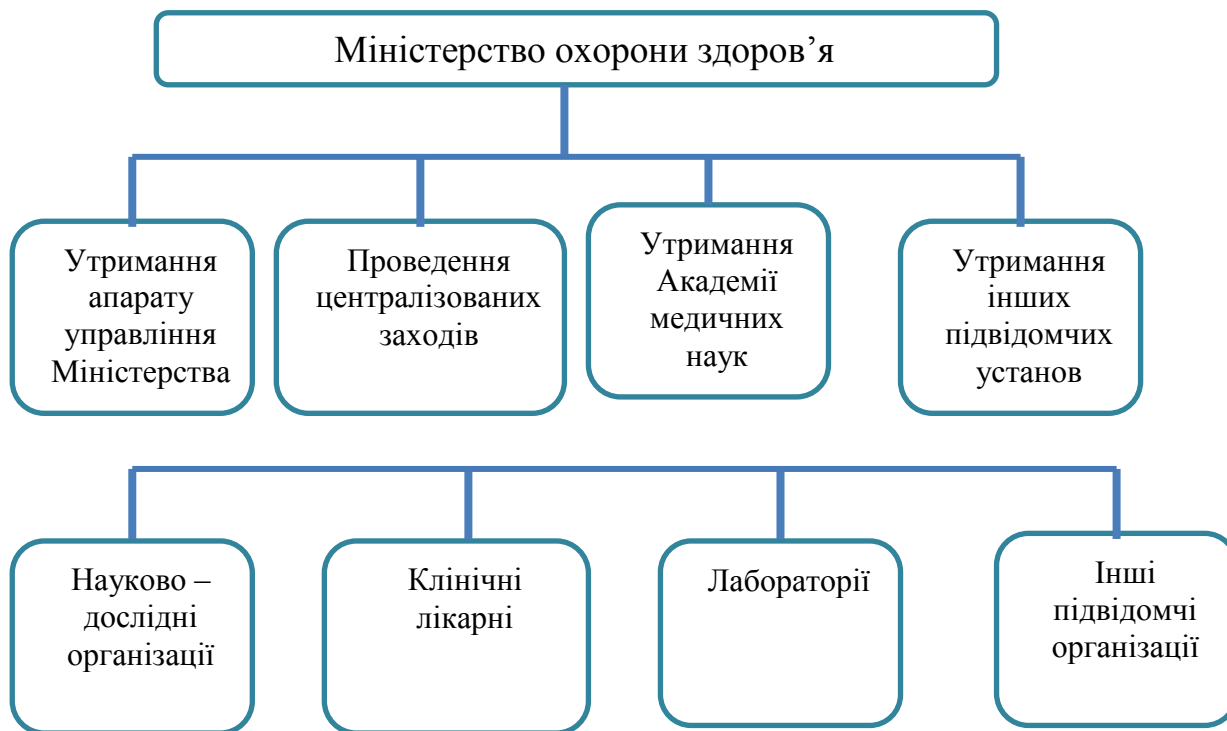 Міністерство охорони здоров’я
Утримання
апарату
управління
Міністерства
Проведення
централізованих
заходів
Утримання
Академії
медичних
наук
Утримання
інших
підвідомчих
установ
Науково –
дослідні
організації
Клінічні
лікарні
Лабораторії
Інші
підвідомчі
організації